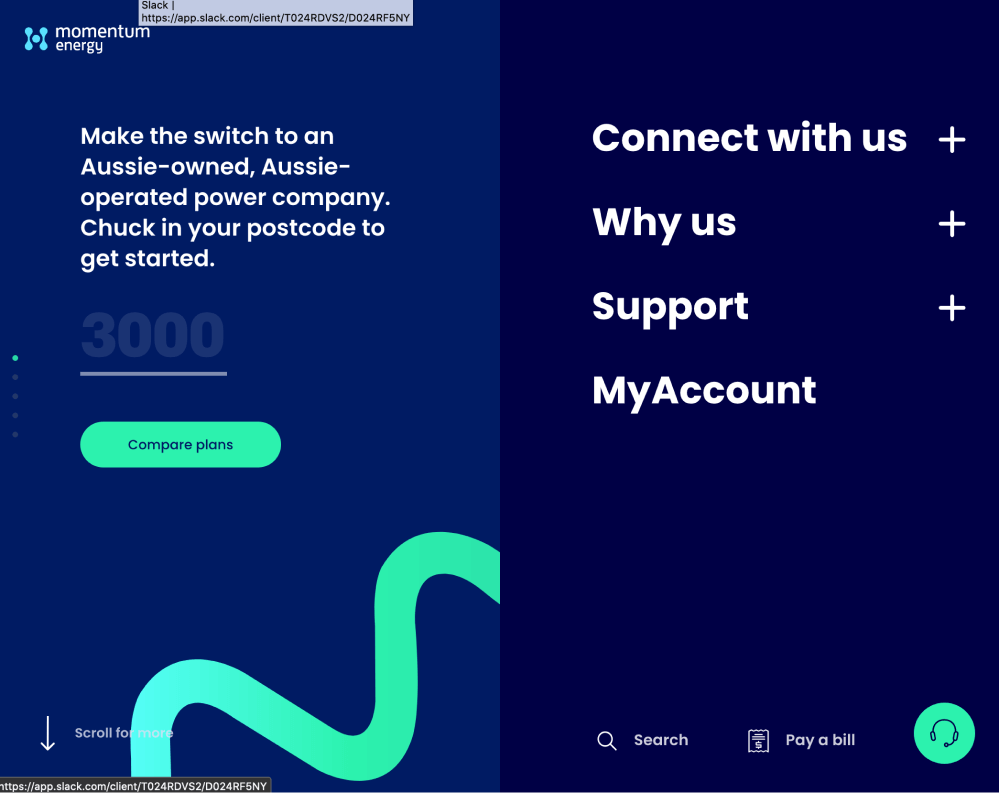 Slack |
https://app.slack.com/client/T024RDVS2/D024RF5NY
momentum
energy
Make the switch to an
Aussie-owned, Aussie-
operated power company.
Chuck in your postcode to
get started.
3000
Compare plans
Scroll for more
https://app.slack.com/client/T024RDVS2/D024RF5NY
Connect with us
Why us
Support
MyAccount
Search
Pay a bill